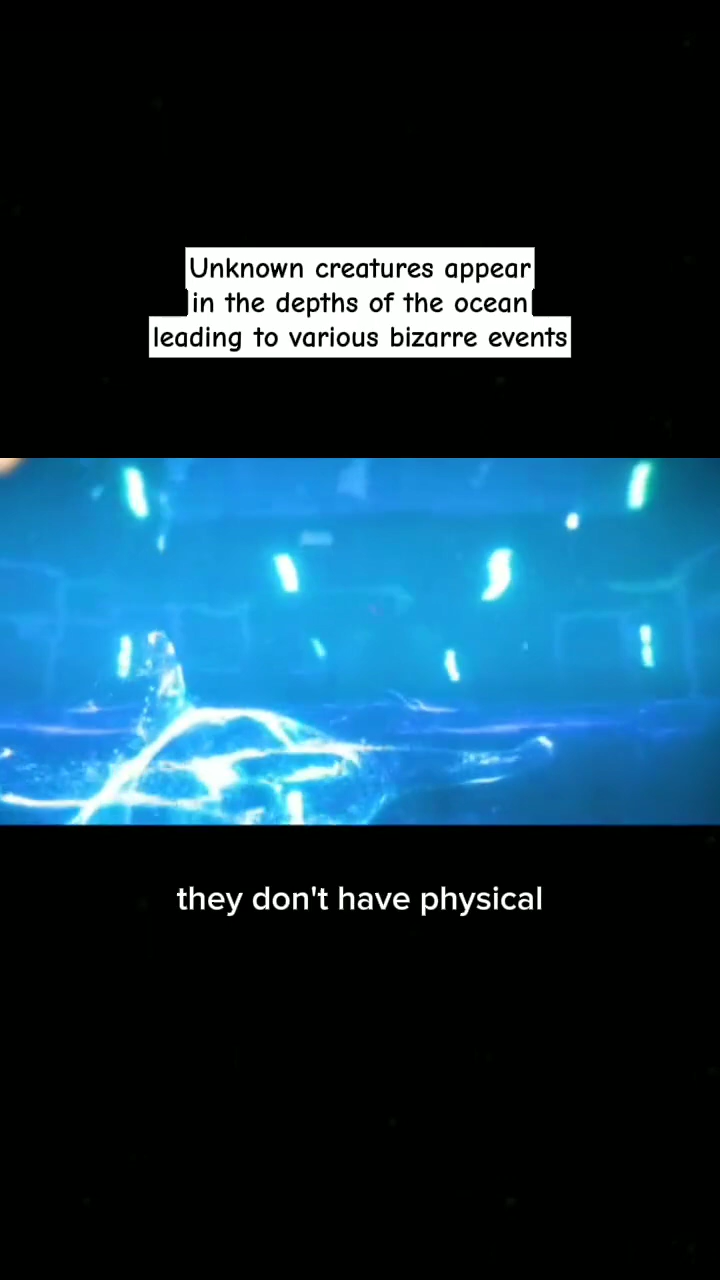 Unknown creatures appear
in the depths of the ocean
leading to various bizarre events
they don't have physical